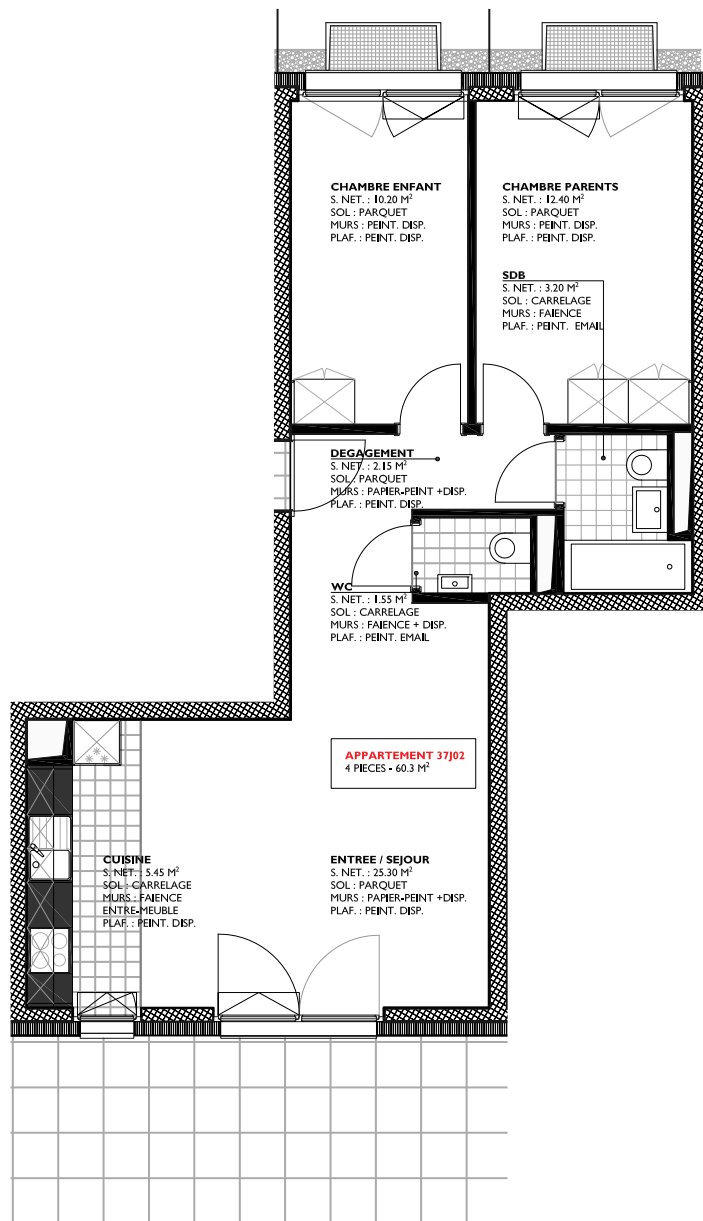 CHAMBRE ENFANT
S. NET. : 10.20 M²
SOL : PARQUET
MURS : PEINT. DISP.
PLAF. : PEINT. DISP.
CHAMBRE PARENTS
S. NET. : 12.40 M²
SOL : PARQUET
MURS : PEINT. DISP.
PLAF. : PEINT. DISP.
SDB
S. NET. : 3.20 M²
SOL : CARRELAGE
MURS : FAIENCE
PLAF. : PEINT. EMAIL
DEGAGEMENT
S. NET. : 2.15 M²
SOL : PARQUET
MURS : PAPIER-PEINT +DISP.
PLAF. : PEINT. DISP.
WC
S. NET. : 1.55 M²
SOL : CARRELAGE
MURS : FAIENCE + DISP.
PLAF. : PEINT. EMAIL
APPARTEMENT 37J02
4 PIECES - 60.3 M²
CUISINE
S. NET. : 5.45 M²
SOL : CARRELAGE
MURS : FAIENCE
ENTRE-MEUBLE
PLAF. : PEINT. DISP.
ENTREE / SEJOUR
S. NET. : 25.30 M²
SOL : PARQUET
MURS : PAPIER-PEINT +DISP.
PLAF. : PEINT. DISP.